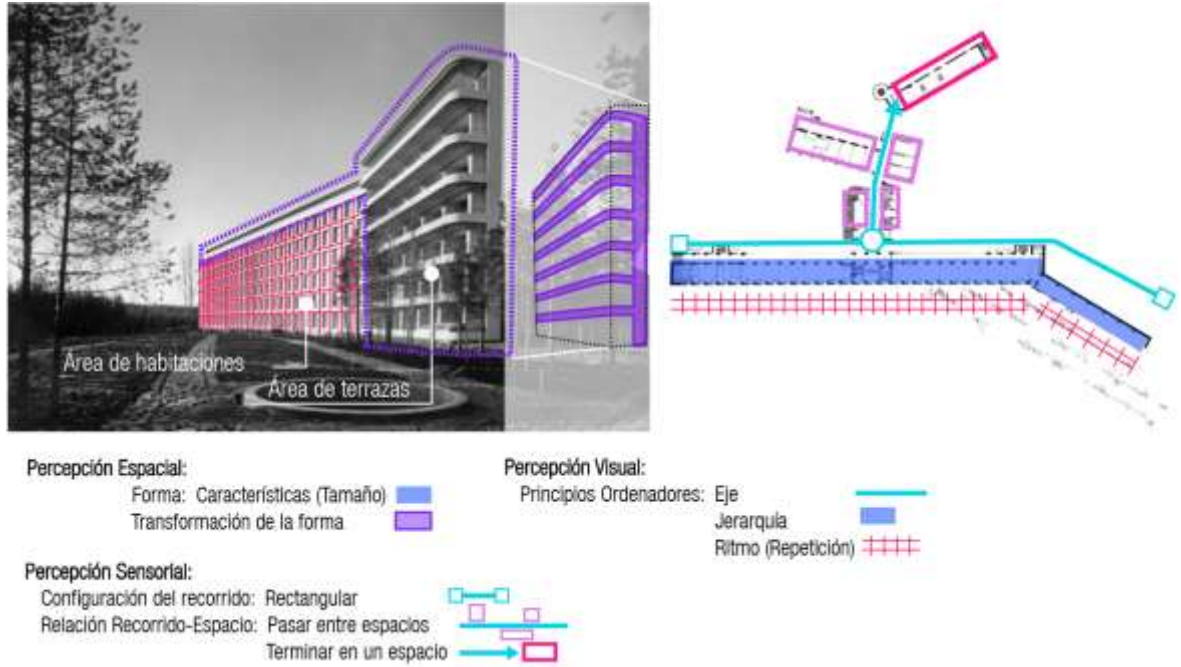 Área de habitaciones
Área de terrazas
Percepción Espacial:
Forma: Características (Tamaño)
Transformación de la forma
Percepción Visual:
Principios Ordenadores: Eje
Jerarquía
Ritmo (Repetición)
Percepción Sensorial:
Configuración del recorrido: Rectangular
Relación Recorrido-Espacio: Pasar entre espacios
Terminar en un espacio